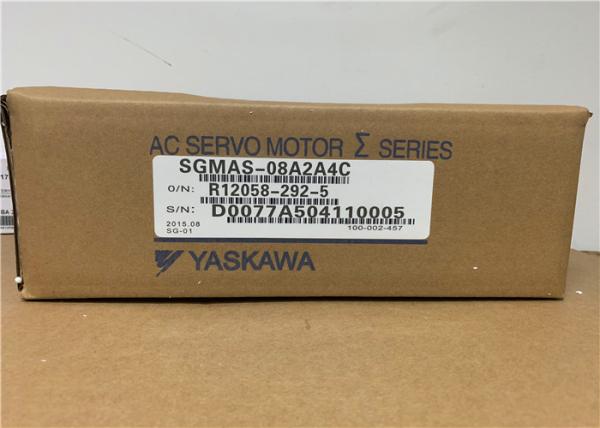 AC SERVO MOTOR Σ SERIES
SGMAS-08A2A4C
O/N: R12058-292-5
S/N: D0077A504110005
2015.08
SG-01
100-002-457
YASKAWA